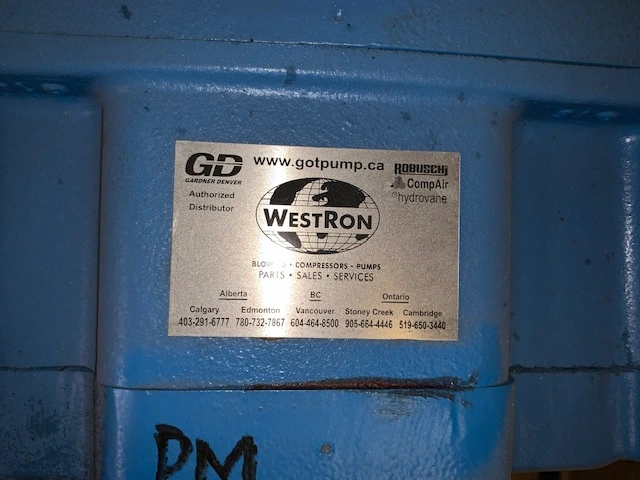 GD
GARDNER DENVER
Authorized
Distributor
www.gotpump.ca
ROBUSCHI
CompAir
hydrovane
WESTRON
COMPRESSORS • PUMPS
PARTS • SALES • SERVICES
Alberta BC Ontario
Calgary Edmonton Vancouver Stoney Creek Cambridge
403-291-6777 780-732-7867 604-464-8500 905-664-4446 519-650-3440
PM